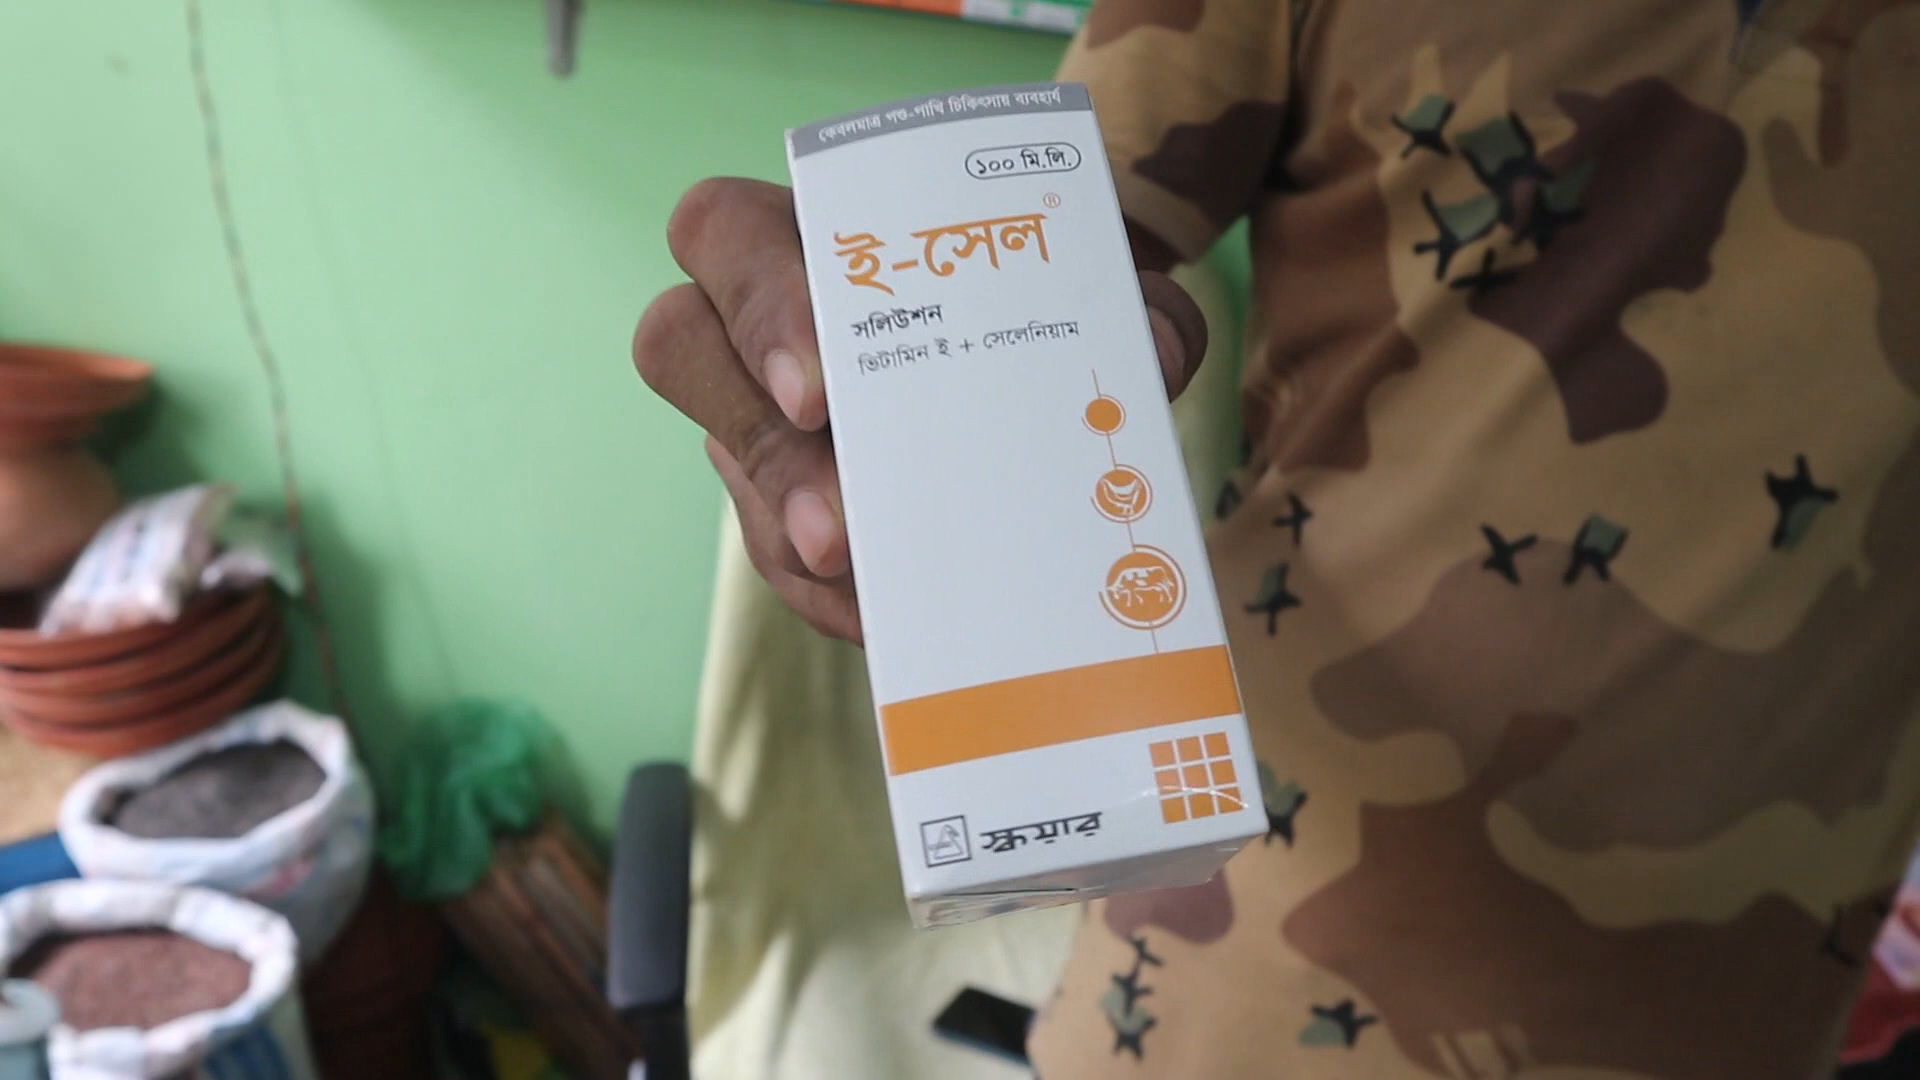 কেবলমাত্র পশু-পাখি চিকিৎসায় ব্যবহার্য
১০০ মি.লি.
ই-সেল®
সলিউশন
ভিটামিন ই + সেলেনিয়াম
স্কয়ার